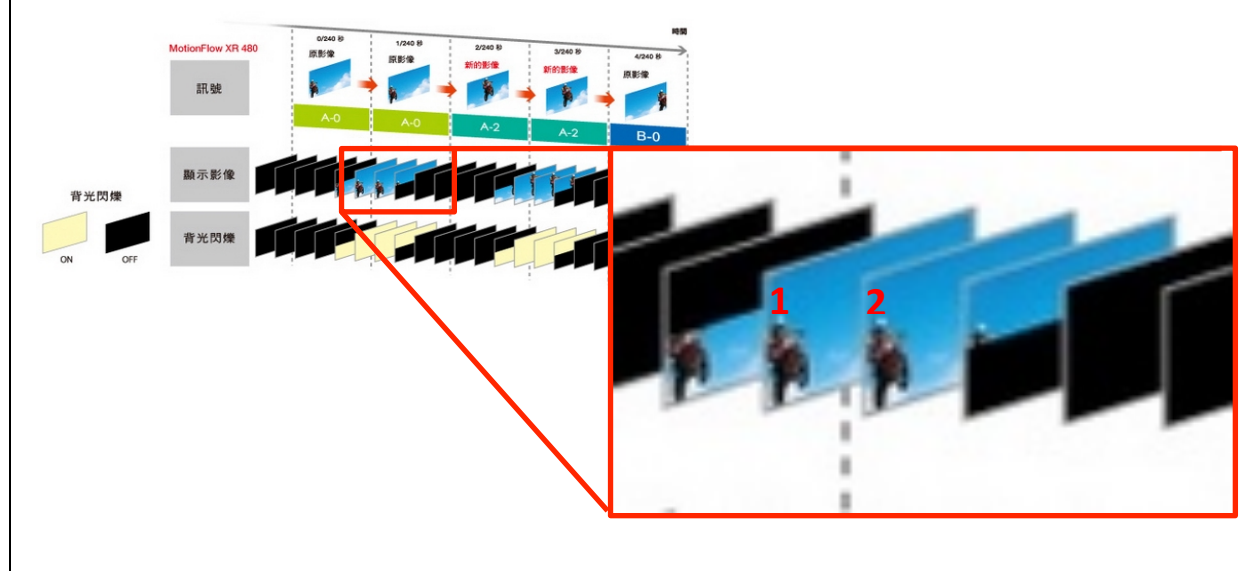 時間
0/240 秒
1/240 秒
2/240 秒
3/240 秒
4/240 秒
MotionFlow XR 480
原影像
原影像
新的影像
新的影像
原影像
訊號
A-0
A-0
A-2
A-2
B-0
顯示影像
背光閃爍
ON
OFF
背光閃爍
1
2